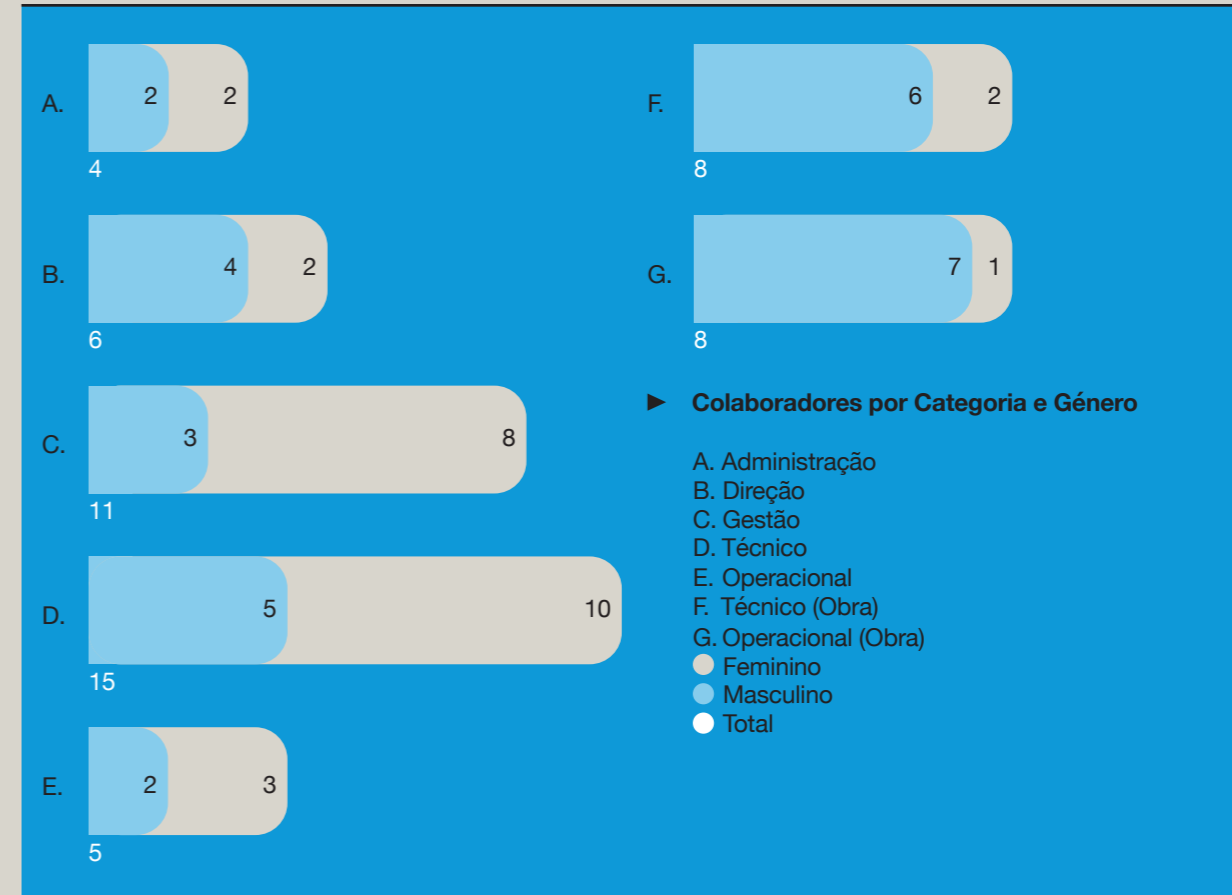 A. 2 2
4
B. 4 2
6
C. 3 8
11
D. 5 10
15
E. 2 3
5
F. 6 2
8
G. 7 1
8
► Colaboradores por Categoria e Género
A. Administração
B. Direção
C. Gestão
D. Técnico
E. Operacional
F. Técnico (Obra)
G. Operacional (Obra)
Feminino
Masculino
Total